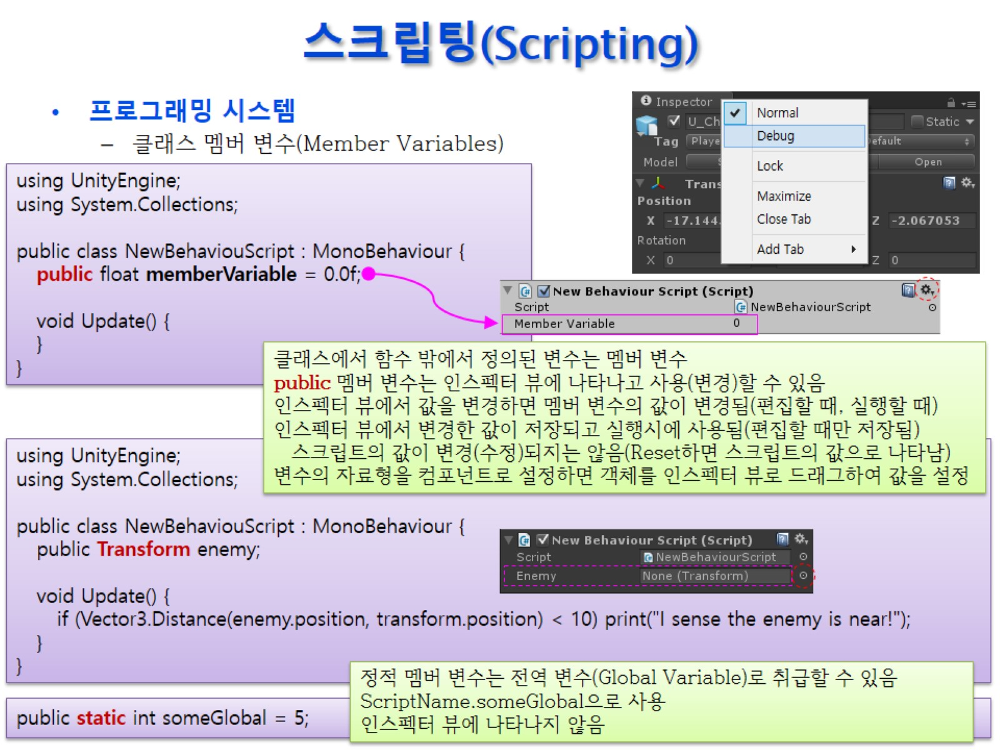 스크립팅(Scripting)
• 프로그래밍 시스템
– 클래스 멤버 변수(Member Variables)
using UnityEngine;
using System.Collections;
public class NewBehaviouScript : MonoBehaviour {
public float memberVariable = 0.0f;
void Update() {
}
}
Inspector
U_Ch
Static
Tag Playe
Default
Model
Open
Normal
Debug
Lock
Maximize
Close Tab
Add Tab
Trans
Position
X -17.144. Z -2.067053
Rotation
X 0 Z 0
New Behaviour Script (Script)
Script NewBehaviourScript
Member Variable 0
클래스에서 함수 밖에서 정의된 변수는 멤버 변수
public 멤버 변수는 인스펙터 뷰에 나타나고 사용(변경)할 수 있음
인스펙터 뷰에서 값을 변경하면 멤버 변수의 값이 변경됨(편집할 때, 실행할 때)
인스펙터 뷰에서 변경한 값이 저장되고 실행시에 사용됨(편집할 때만 저장됨)
스크립트의 값이 변경(수정)되지는 않음(Reset하면 스크립트의 값으로 나타남)
변수의 자료형을 컴포넌트로 설정하면 객체를 인스펙터 뷰로 드래그하여 값을 설정
using UnityEngine;
using System.Collections;
public class NewBehaviouScript : MonoBehaviour {
public Transform enemy;
void Update() {
if (Vector3.Distance(enemy.position, transform.position) < 10) print("I sense the enemy is near!");
}
}
New Behaviour Script (Script)
Script NewBehaviourScript
Enemy None (Transform)
public static int someGlobal = 5;
정적 멤버 변수는 전역 변수(Global Variable)로 취급할 수 있음
ScriptName.someGlobal으로 사용
인스펙터 뷰에 나타나지 않음